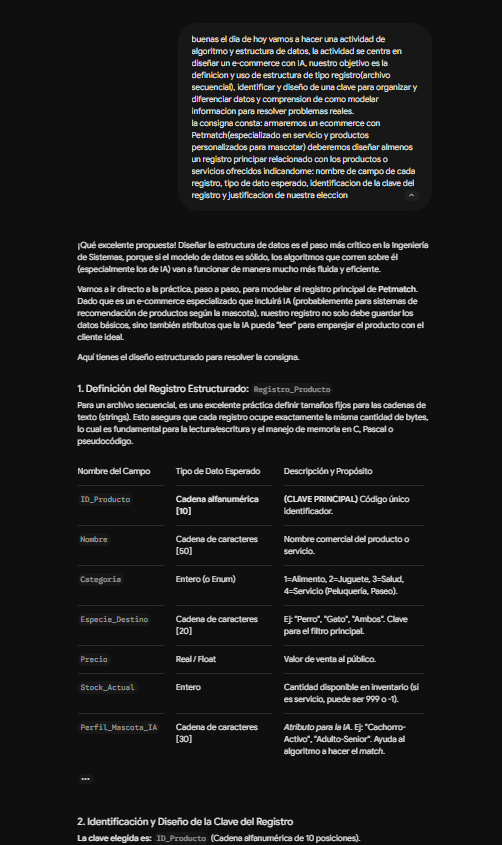 buenas el dia de hoy vamos a hacer una actividad de
algoritmo y estructura de datos, la actividad se centra en
diseñar un e-commerce con IA, nuestro objetivo es la
definicion y uso de estructura de tipo registro(archivo
secuencial), identificar y diseño de una clave para organizar y
diferenciar datos y comprension de como modelar
informacion para resolver problemas reales.
la consigna consta: armaremos un ecommerce con
Petmatch(especializado en servicio y productos
personalizados para mascotar) deberemos diseñar almenos
un registro principar relacionado con los productos o
servicios ofrecidos indicandome: nombre de campo de cada
registro, tipo de dato esperado, identificacion de la clave del
registro y justificacion de nuestra eleccion
¡Qué excelente propuesta! Diseñar la estructura de datos es el paso más crítico en la Ingeniería
de Sistemas, porque si el modelo de datos es sólido, los algoritmos que corren sobre él
(especialmente los de IA) van a funcionar de manera mucho más fluida y eficiente.
Vamos a ir directo a la práctica, paso a paso, para modelar el registro principal de Petmatch.
Dado que es un e-commerce especializado que incluirá IA (probablemente para sistemas de
recomendación de productos según la mascota), nuestro registro no solo debe guardar los
datos básicos, sino también atributos que la IA pueda "leer" para emparejar el producto con el
cliente ideal.
Aquí tienes el diseño estructurado para resolver la consigna.
1. Definición del Registro Estructurado: Registro_Producto
Para un archivo secuencial, es una excelente práctica definir tamaños fijos para las cadenas de
texto (strings). Esto asegura que cada registro ocupe exactamente la misma cantidad de bytes,
lo cual es fundamental para la lectura/escritura y el manejo de memoria en C, Pascal o
pseudocódigo.
Nombre del Campo Tipo de Dato Esperado Descripción y Propósito
ID_Producto Cadena alfanumérica (CLAVE PRINCIPAL) Código único
[10] identificador.
Nombre Cadena de caracteres Nombre comercial del producto o
[50] servicio.
Categoria Entero (o Enum) 1=Alimento, 2=Juguete, 3=Salud,
4=Servicio (Peluquería, Paseo).
Especie_Destino Cadena de caracteres Ej: "Perro", "Gato", "Ambos". Clave
[20] para el filtro principal.
Precio Real / Float Valor de venta al público.
Stock_Actual Entero Cantidad disponible en inventario (si
es servicio, puede ser 999 o -1).
Perfil_Mascota_IA Cadena de caracteres Atributo para la IA. Ej: "Cachorro-
[30] Activo", "Adulto-Senior". Ayuda al
algoritmo a hacer el match.
...
2. Identificación y Diseño de la Clave del Registro
La clave elegida es: ID_Producto (Cadena alfanumérica de 10 posiciones).